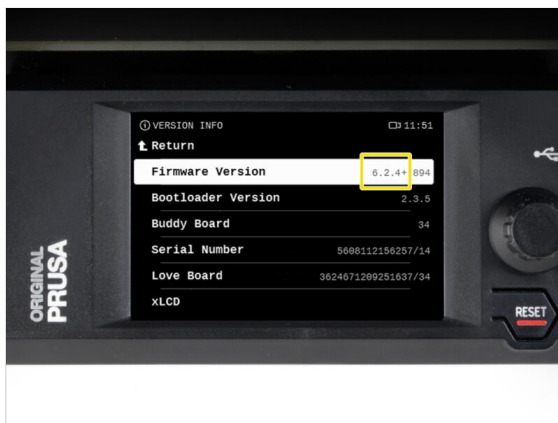 VERSION INFO 11:51
Return
Firmware Version 6.2.4+894
Bootloader Version 2.3.5
Buddy Board 34
Serial Number 5608112156257/14
Love Board 3624671209251637/34
xLCD
ORIGINAL
PRUSA
RESET